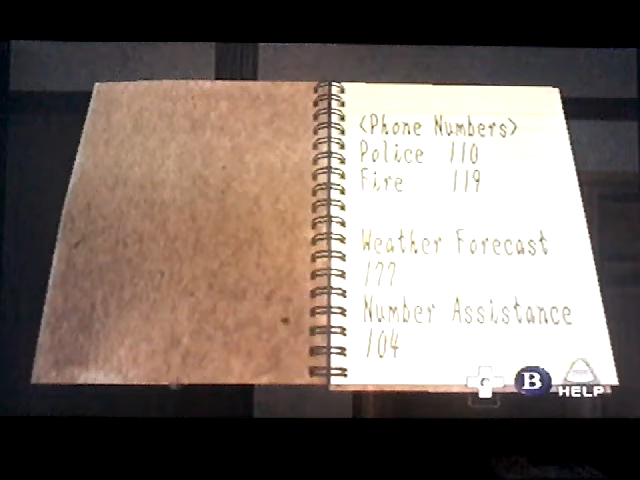 <Phone Numbers>
Police 110
Fire 119
Weather Forecast
177
Number Assistance
104
B
HELP